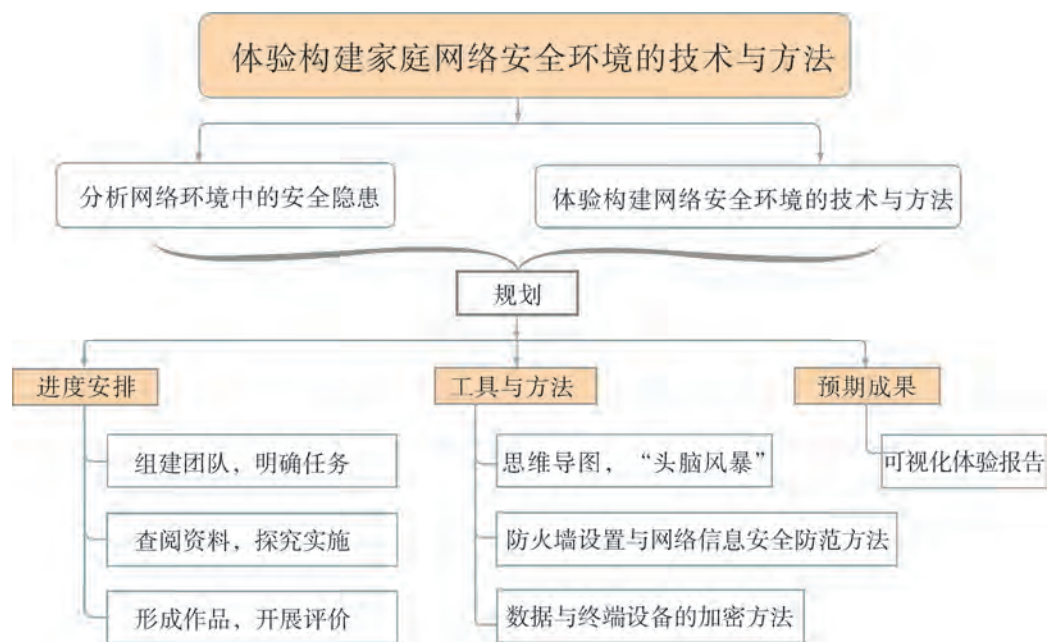 体验构建家庭网络安全环境的技术与方法
分析网络环境中的安全隐患
体验构建网络安全环境的技术与方法
规划
进度安排
组建团队，明确任务
查阅资料，探究实施
形成作品，开展评价
工具与方法
思维导图，“头脑风暴”
防火墙设置与网络信息安全防范方法
数据与终端设备的加密方法
预期成果
可视化体验报告